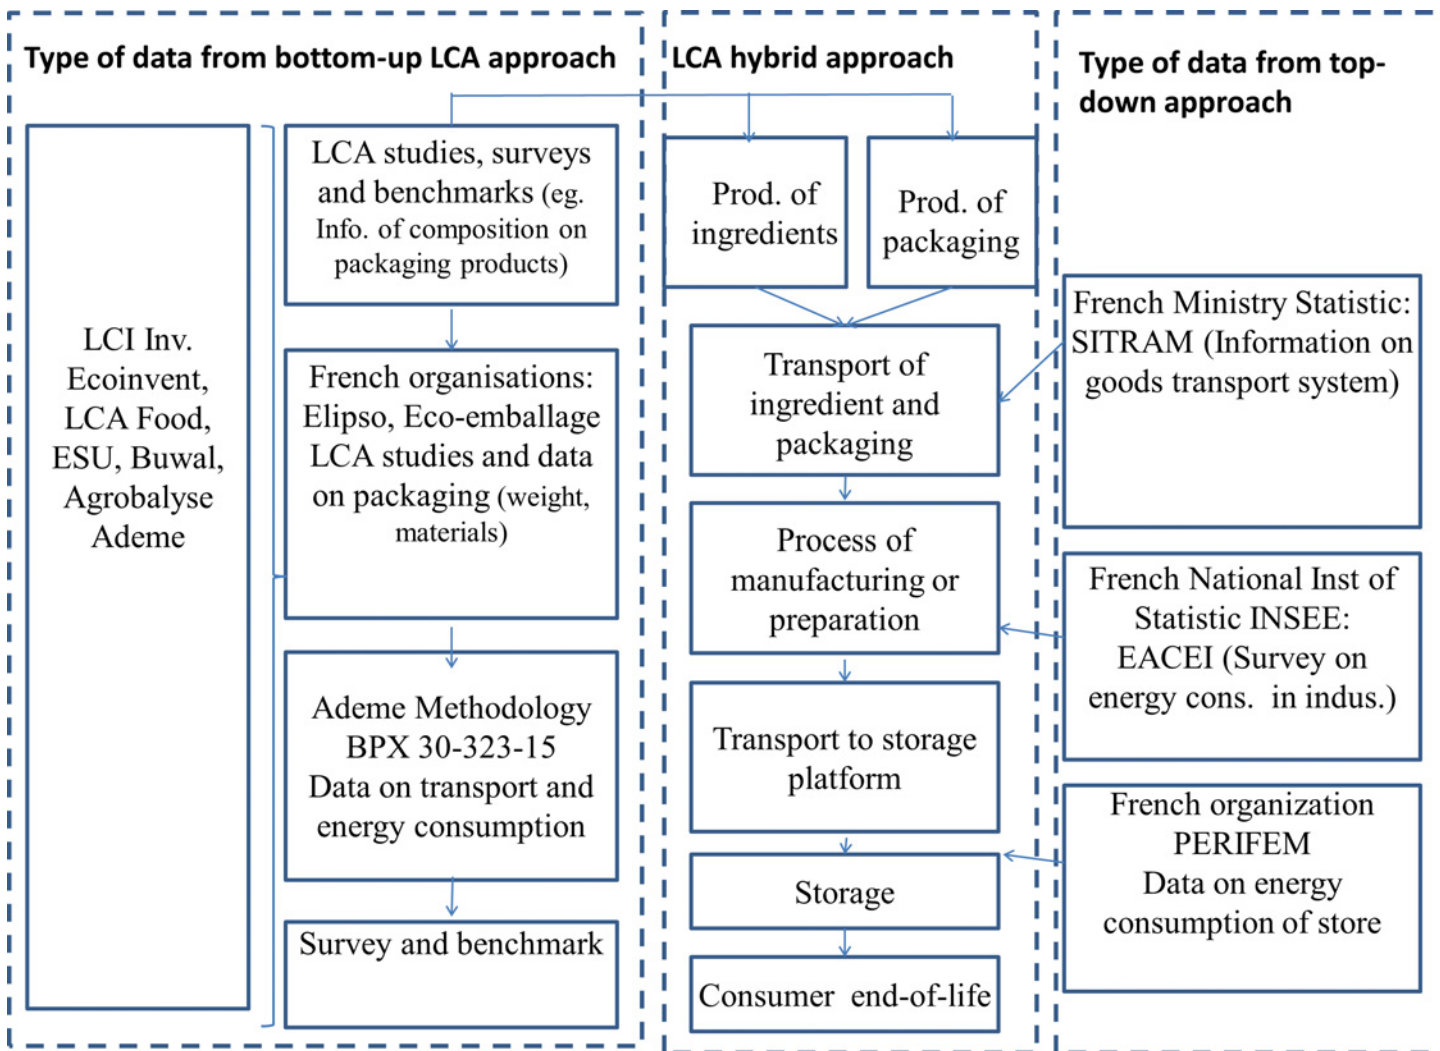 Type of data from bottom-up LCA approach
LCI Inv.
Ecoinvent,
LCA Food,
ESU, Buwal,
Agrobalyse
Ademe
LCA studies, surveys
and benchmarks (eg.
Info. of composition on
packaging products)
French organisations:
Elipso, Eco-emballage
LCA studies and data
on packaging (weight,
materials)
Ademe Methodology
BPX 30-323-15
Data on transport and
energy consumption
Survey and benchmark
LCA hybrid approach
Prod. of
ingredients
Prod. of
packaging
Transport of
ingredient and
packaging
Process of
manufacturing or
preparation
Transport to storage
platform
Storage
Consumer end-of-life
Type of data from top-
down approach
French Ministry Statistic:
SITRAM (Information on
goods transport system)
French National Inst of
Statistic INSEE:
EACEI (Survey on
energy cons. in indus.)
French organization
PERIFEM
Data on energy
consumption of store